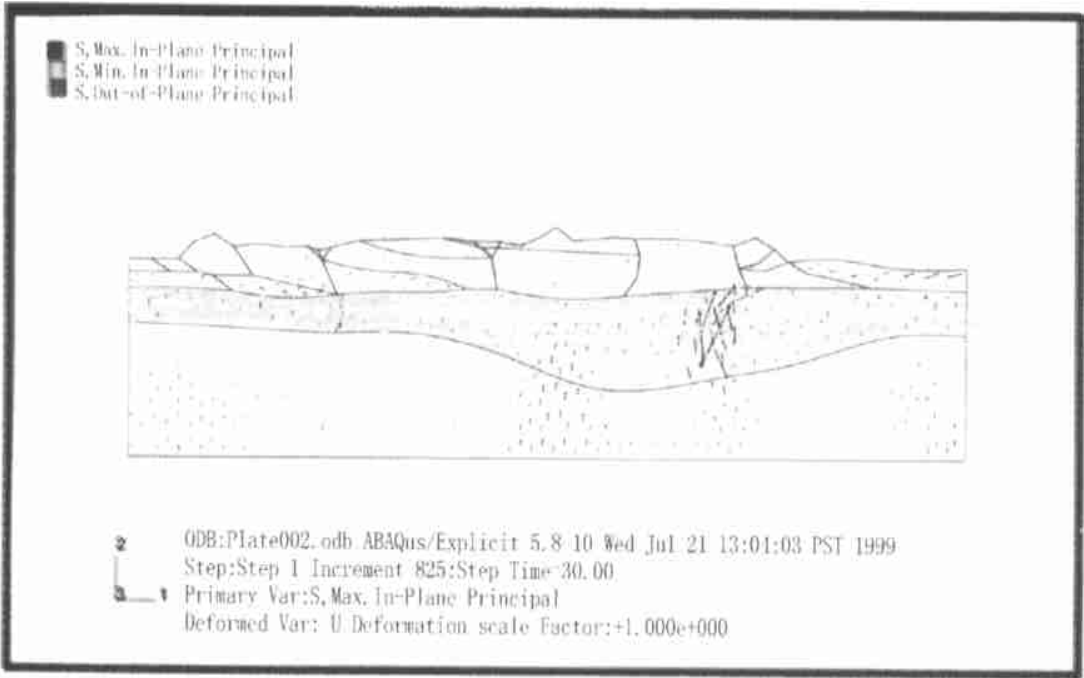 S, Max. In-Plane Principal
S, Min. In-Plane Principal
S, Out-of-Plane Principal
2
3 1
ODB:Plate002.odb ABAQus/Explicit 5.8 10 Wed Jul 21 13:01:03 PST 1999
Step:Step 1 Increment 825:Step Time 30.00
Primary Var:S, Max. In-Plane Principal
Deformed Var: U Deformation scale Factor:+1.000e+000